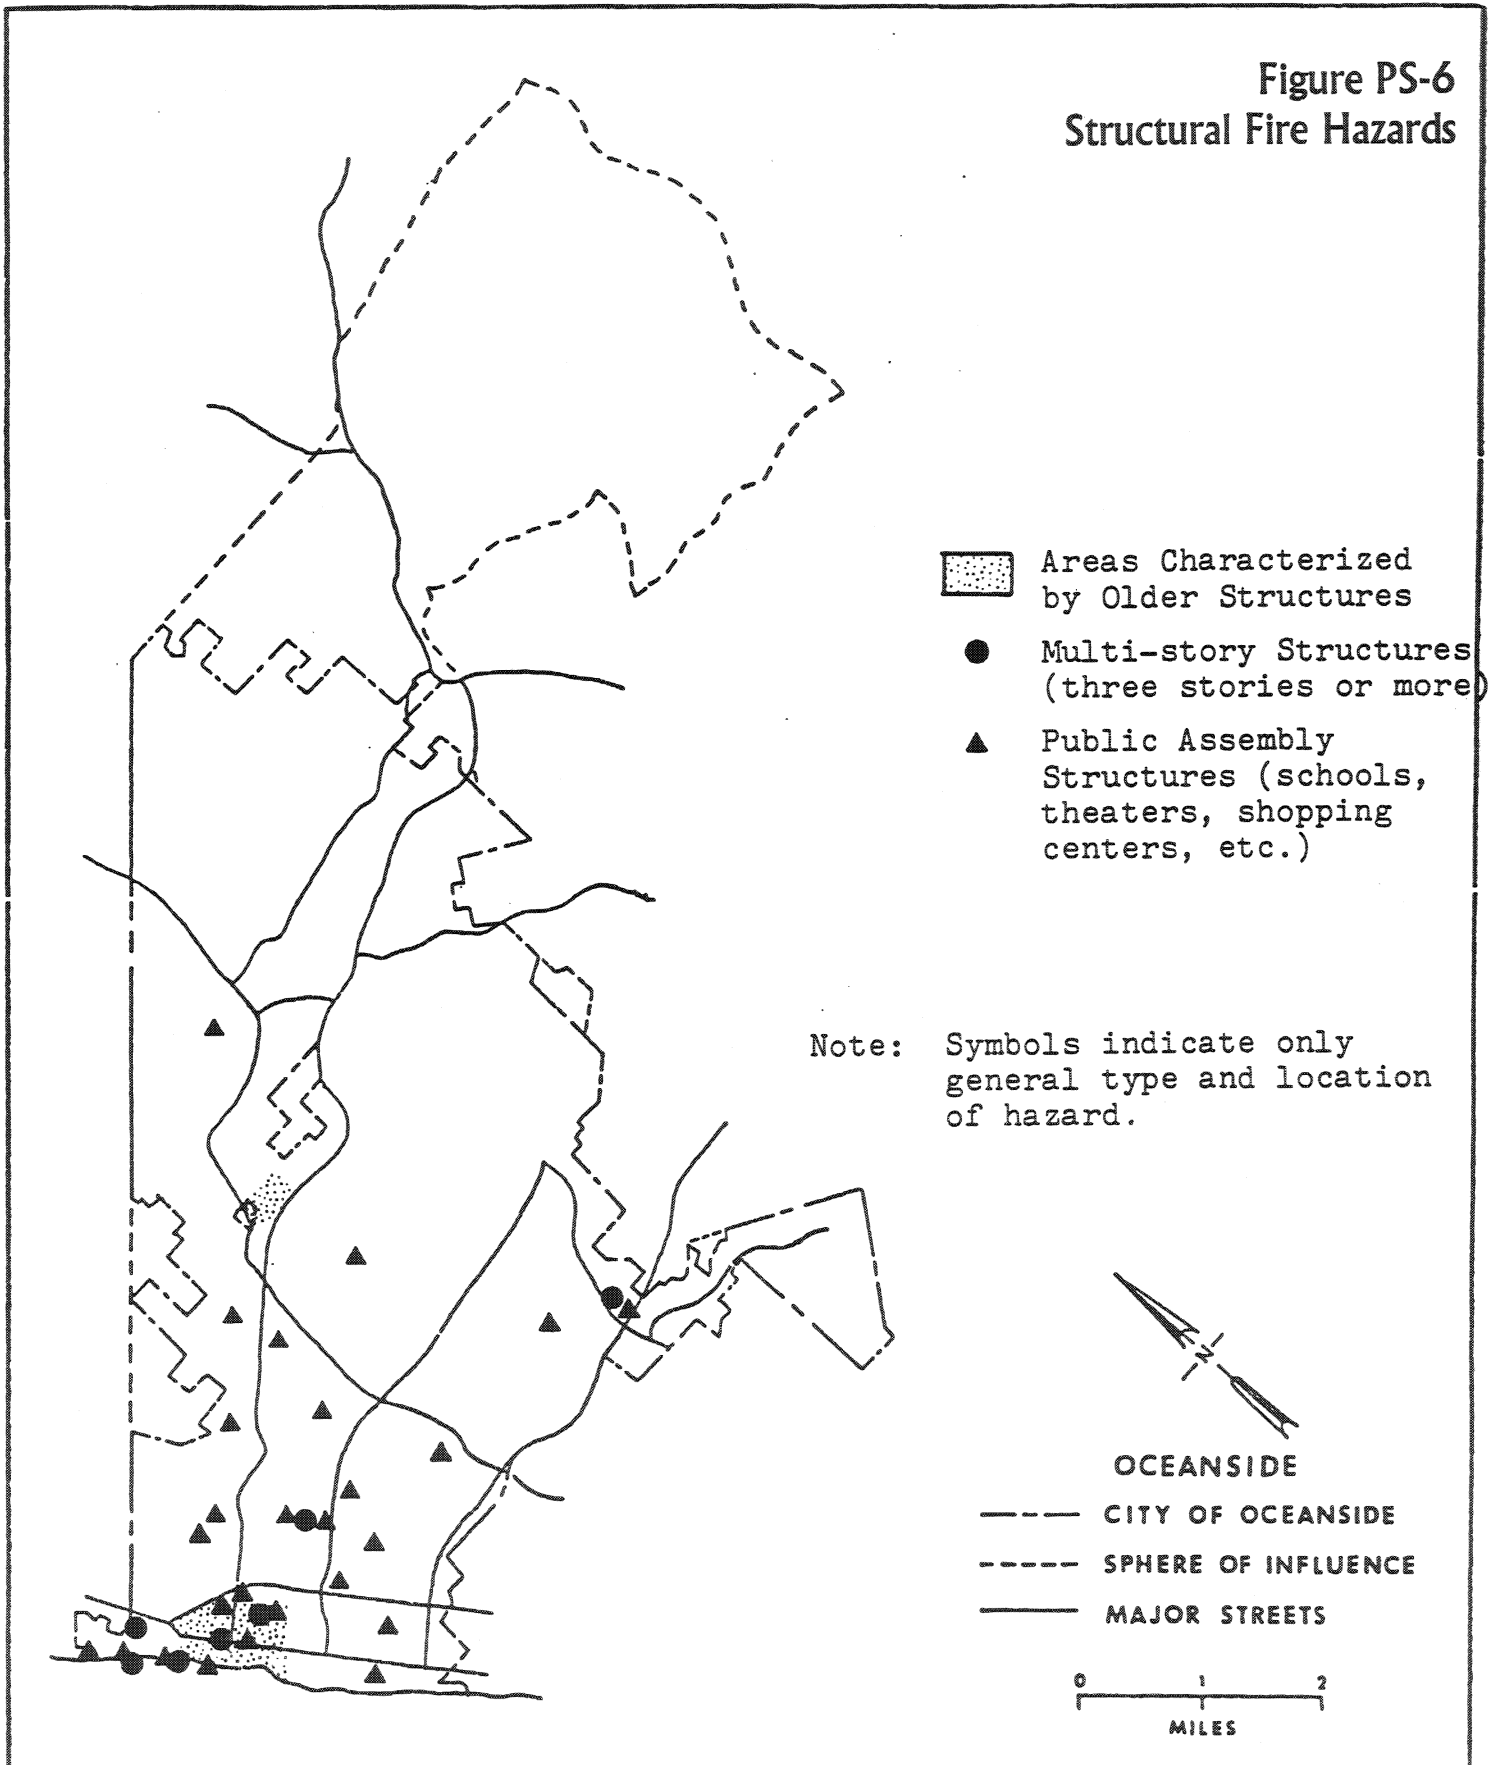 Figure PS-6
Structural Fire Hazards
Areas Characterized
by Older Structures
Multi-story Structures
(three stories or more)
Public Assembly
Structures (schools,
theaters, shopping
centers, etc.)
Note: Symbols indicate only
general type and location
of hazard.
N
OCEANSIDE
CITY OF OCEANSIDE
SPHERE OF INFLUENCE
MAJOR STREETS
0 1 2
MILES